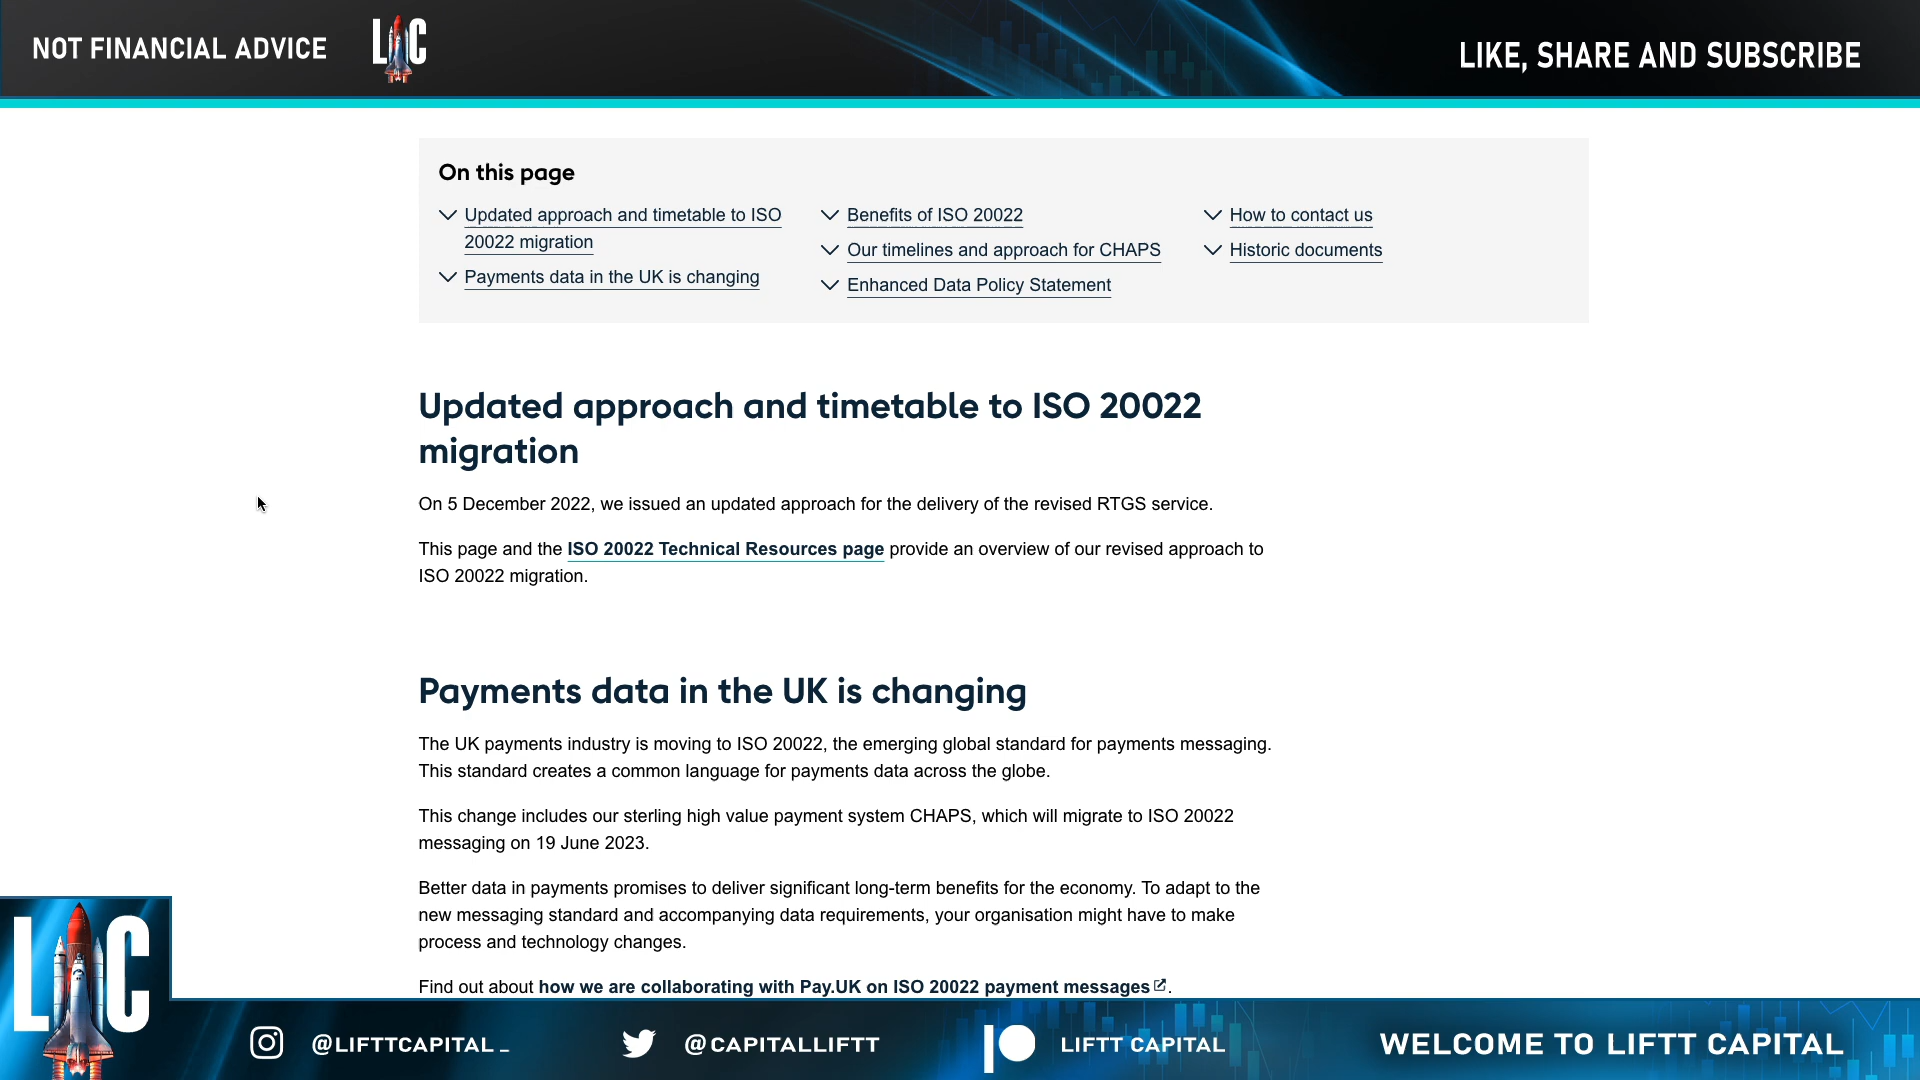 NOT FINANCIAL ADVICE
LC
LIKE, SHARE AND SUBSCRIBE
On this page
Updated approach and timetable to ISO
20022 migration
Payments data in the UK is changing
Benefits of ISO 20022
Our timelines and approach for CHAPS
Enhanced Data Policy Statement
How to contact us
Historic documents
Updated approach and timetable to ISO 20022
migration
On 5 December 2022, we issued an updated approach for the delivery of the revised RTGS service.
This page and the ISO 20022 Technical Resources page provide an overview of our revised approach to
ISO 20022 migration.
Payments data in the UK is changing
The UK payments industry is moving to ISO 20022, the emerging global standard for payments messaging.
This standard creates a common language for payments data across the globe.
This change includes our sterling high value payment system CHAPS, which will migrate to ISO 20022
messaging on 19 June 2023.
Better data in payments promises to deliver significant long-term benefits for the economy. To adapt to the
new messaging standard and accompanying data requirements, your organisation might have to make
process and technology changes.
Find out about how we are collaborating with Pay.UK on ISO 20022 payment messages.
LC
@LIFTTCAPITAL_
@CAPITALLIFTT
LIFTT CAPITAL
WELCOME TO LIFTT CAPITAL